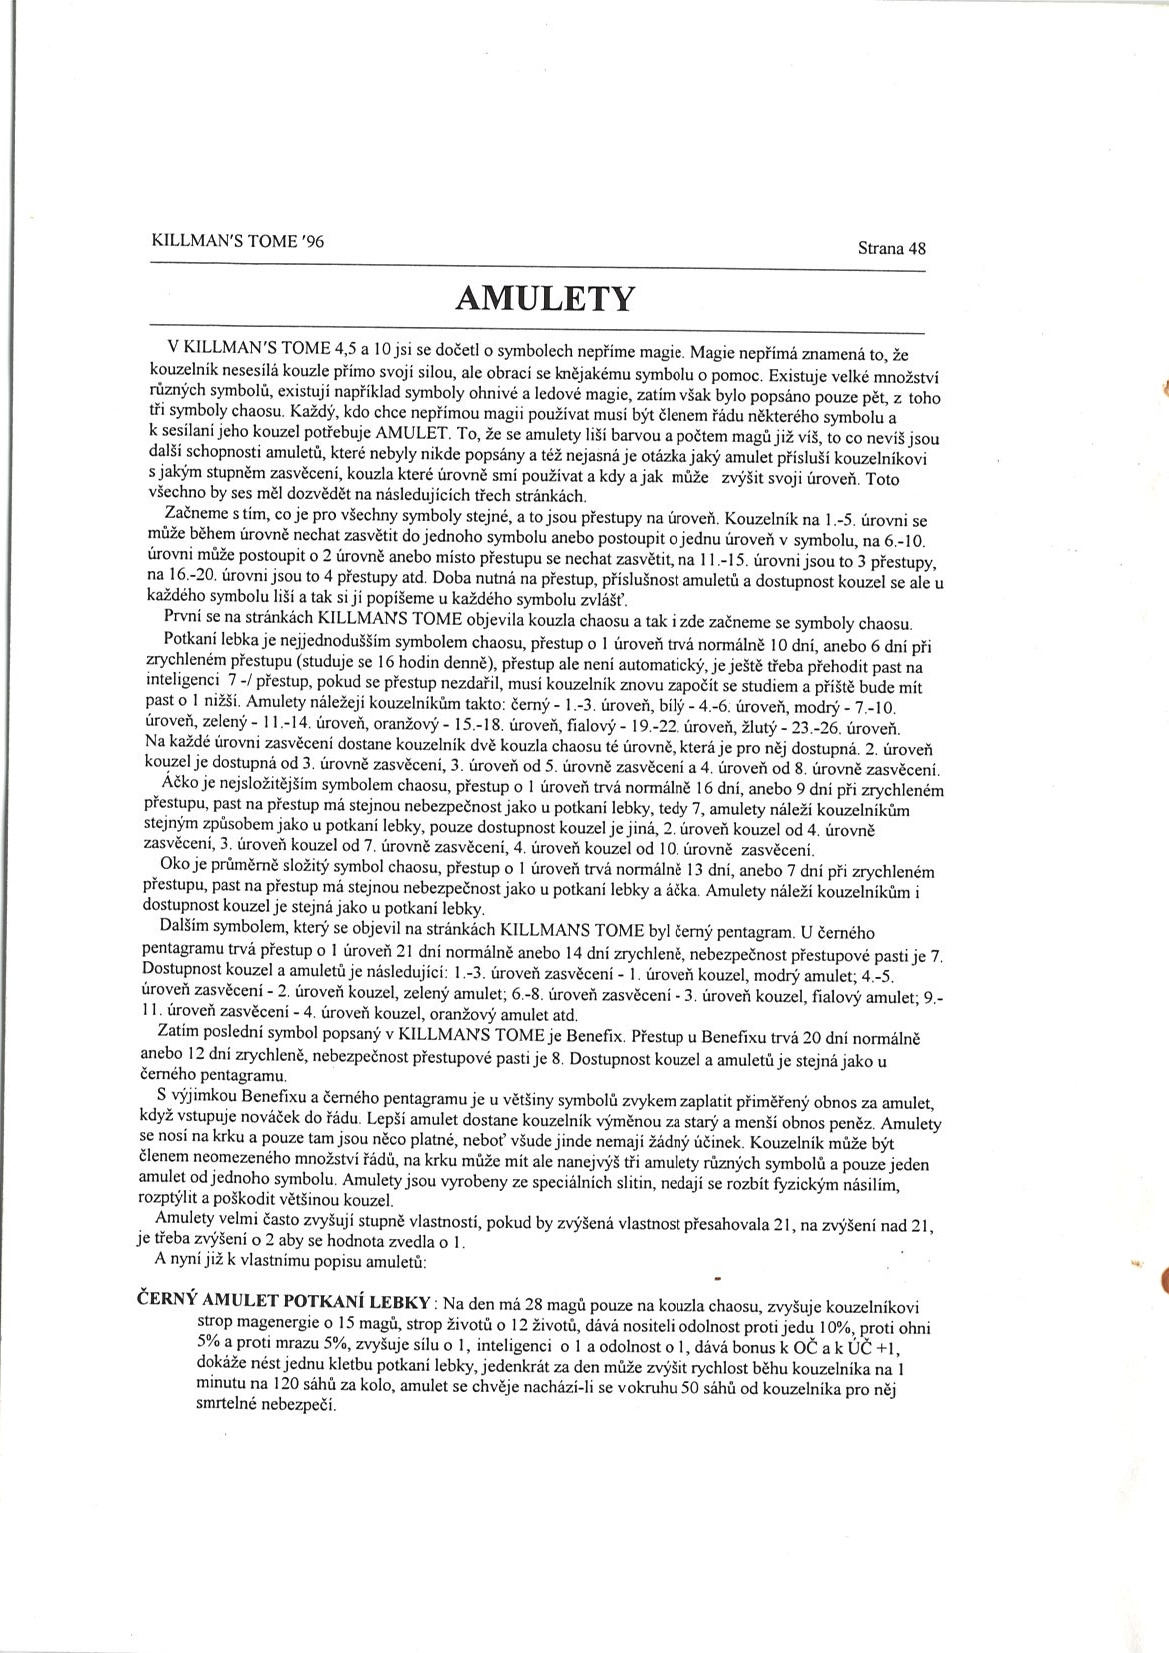 KILLMAN'S TOME '96
Strana 48
AMULETY
V KILLMAN'S TOME 4,5 a 10 jsi se dočetl o symbolech nepříme magie. Magie nepřímá znamená to, že
kouzelník nesesílá kouzle přímo svojí silou, ale obrací se knějakému symbolu o pomoc. Existuje velké množství
různých symbolů, existují například symboly ohnivé a ledové magie, zatím však bylo popsáno pouze pět, z toho
tři symboly chaosu. Každý, kdo chce nepřímou magii používat musí být členem řádu některého symbolu a
k sesílaní jeho kouzel potřebuje AMULET. To, že se amulety liší barvou a počtem magů již víš, to co nevíš jsou
další schopnosti amuletů, které nebyly nikde popsány a též nejasná je otázka jaký amulet přísluší kouzelníkovi
s jakým stupněm zasvěcení, kouzla které úrovně smí používat a kdy a jak může zvýšit svoji úroveň. Toto
všechno by ses měl dozvědět na následujících třech stránkách.
Začneme s tím, co je pro všechny symboly stejné, a to jsou přestupy na úroveň. Kouzelník na 1.-5. úrovni se
může během úrovně nechat zasvětit do jednoho symbolu anebo postoupit o jednu úroveň v symbolu, na 6.-10.
úrovni může postoupit o 2 úrovně anebo místo přestupu se nechat zasvětit, na 11.-15. úrovni jsou to 3 přestupy,
na 16.-20. úrovni jsou to 4 přestupy atd. Doba nutná na přestup, příslušnost amuletů a dostupnost kouzel se ale u
každého symbolu liší a tak si jí popíšeme u každého symbolu zvlášť.
První se na stránkách KILLMAN'S TOME objevila kouzla chaosu a tak i zde začneme se symboly chaosu.
Potkaní lebka je nejjednodušším symbolem chaosu, přestup o 1 úroveň trvá normálně 10 dní, anebo 6 dní při
zrychleném přestupu (studuje se 16 hodin denně), přestup ale není automatický, je ještě třeba přehodit past na
inteligenci 7 -/ přestup, pokud se přestup nezdařil, musí kouzelník znovu započít se studiem a příště bude mít
past o 1 nižší. Amulety náležejí kouzelníkům takto: černý - 1.-3. úroveň, bílý - 4.-6. úroveň, modrý - 7.-10.
úroveň, zelený - 11.-14. úroveň, oranžový - 15.-18. úroveň, fialový - 19.-22. úroveň, žlutý - 23.-26. úroveň.
Na každé úrovni zasvěcení dostane kouzelník dvě kouzla chaosu té úrovně, která je pro něj dostupná. 2. úroveň
kouzel je dostupná od 3. úrovně zasvěcení, 3. úroveň od 5. úrovně zasvěcení a 4. úroveň od 8. úrovně zasvěcení.
Áčko je nejsložitějším symbolem chaosu, přestup o 1 úroveň trvá normálně 16 dní, anebo 9 dní při zrychleném
přestupu, past na přestup má stejnou nebezpečnost jako u potkaní lebky, tedy 7, amulety náleží kouzelníkům
stejným způsobem jako u potkaní lebky, pouze dostupnost kouzel je jiná, 2. úroveň kouzel od 4. úrovně
zasvěcení, 3. úroveň kouzel od 7. úrovně zasvěcení, 4. úroveň kouzel od 10. úrovně zasvěcení.
Oko je průměrně složitý symbol chaosu, přestup o 1 úroveň trvá normálně 13 dní, anebo 7 dní při zrychleném
přestupu, past na přestup má stejnou nebezpečnost jako u potkaní lebky a áčka. Amulety náleží kouzelníkům i
dostupnost kouzel je stejná jako u potkaní lebky.
Dalším symbolem, který se objevil na stránkách KILLMANS TOME byl černý pentagram. U černého
pentagramu trvá přestup o 1 úroveň 21 dní normálně anebo 14 dní zrychleně, nebezpečnost přestupové pasti je 7.
Dostupnost kouzel a amuletů je následující: 1.-3. úroveň zasvěcení - 1. úroveň kouzel, modrý amulet; 4.-5.
úroveň zasvěcení - 2. úroveň kouzel, zelený amulet; 6.-8. úroveň zasvěcení - 3. úroveň kouzel, fialový amulet; 9.-
11. úroveň zasvěcení - 4. úroveň kouzel, oranžový amulet atd.
Zatím poslední symbol popsaný v KILLMAN'S TOME je Benefix. Přestup u Benefixu trvá 20 dní normálně
anebo 12 dní zrychleně, nebezpečnost přestupové pasti je 8. Dostupnost kouzel a amuletů je stejná jako u
černého pentagramu.
S výjimkou Benefixu a černého pentagramu je u většiny symbolů zvykem zaplatit přiměřený obnos za amulet,
když vstupuje nováček do řádu. Lepší amulet dostane kouzelník výměnou za starý a menší obnos peněz. Amulety
se nosí na krku a pouze tam jsou něco platné, neboť všude jinde nemají žádný účinek. Kouzelník může být
členem neomezeného množství řádů, na krku může mít ale nanejvýš tři amulety různých symbolů a pouze jeden
amulet od jednoho symbolu. Amulety jsou vyrobeny ze speciálních slitin, nedají se rozbít fyzickým násilím,
rozptýlit a poškodit většinou kouzel.
Amulety velmi často zvyšují stupně vlastností, pokud by zvýšená vlastnost přesahovala 21, na zvýšení nad 21,
je třeba zvýšení o 2 aby se hodnota zvedla o 1.
A nyní již k vlastnímu popisu amuletů:
ČERNÝ AMULET POTKANÍ LEBKY : Na den má 28 magů pouze na kouzla chaosu, zvyšuje kouzelníkovi
strop magenergie o 15 magů, strop životů o 12 životů, dává nositeli odolnost proti jedu 10%, proti ohni
5% a proti mrazu 5%, zvyšuje sílu o 1, inteligenci o 1 a odolnost o 1, dává bonus k OČ a k ÚČ +1,
dokáže nést jednu kletbu potkaní lebky, jedenkrát za den může zvýšit rychlost běhu kouzelníka na 1
minutu na 120 sáhů za kolo, amulet se chvěje nachází-li se vokruhu 50 sáhů od kouzelníka pro něj
smrtelné nebezpečí.